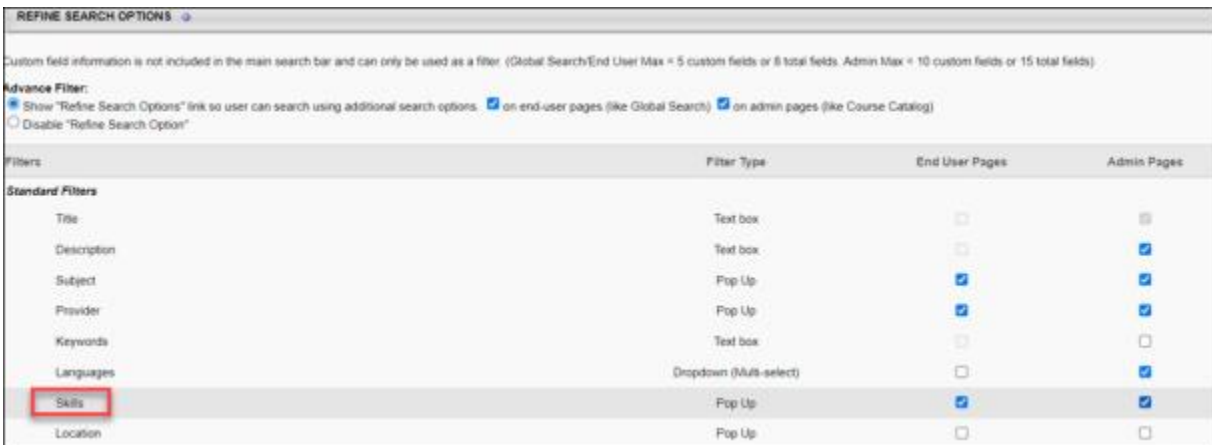 REFINE SEARCH OPTIONS
Custom field information is not included in the main search bar and can only be used as a filter. (Global Search/End User Max = 5 custom fields or 8 total fields. Admin Max = 10 custom fields or 15 total fields)
Advance Filter:
Show "Refine Search Options" link so user can search using additional search options on end-user pages (like Global Search) on admin pages (like Course Catalog)
Disable "Refine Search Option"
Filters Filter Type End User Pages Admin Pages
Standard Filters
Title Text box
Description Text box
Subject Pop Up
Provider Pop Up
Keywords Text box
Languages Dropdown (Multi-select)
Skills Pop Up
Location Pop Up